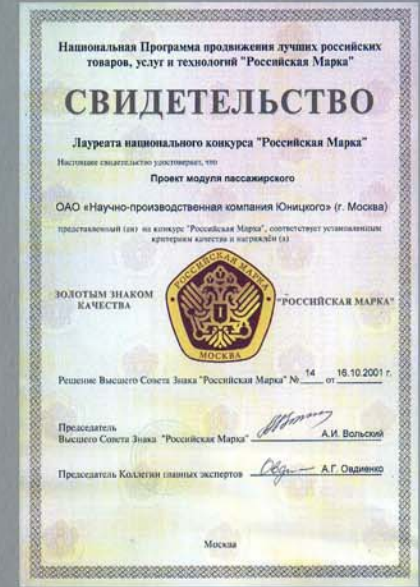 Национальная Программа продвижения лучших российских
товаров, услуг и технологий "Российская Марка"
СВИДЕТЕЛЬСТВО
Лауреата национального конкурса "Российская Марка"
Настоящее свидетельство удостоверяет, что
Проект модуля пассажирского
ОАО «Научно-производственная компания Юницкого» (г. Москва)
представленный (ая) на конкурс "Российская Марка", соответствует установленным
критериям качества и награждён (а)
ЗОЛОТЫМ ЗНАКОМ
КАЧЕСТВА
РОССИЙСКАЯ МАРКА
МОСКВА
"РОССИЙСКАЯ МАРКА"
Решение Высшего Совета Знака "Российская Марка" № 14 от 16.10.2001 г.
Председатель
Высшего Совета Знака "Российская Марка" А.И. Вольский
Председатель Коллегии главных экспертов А.Г. Овдиенко
Москва